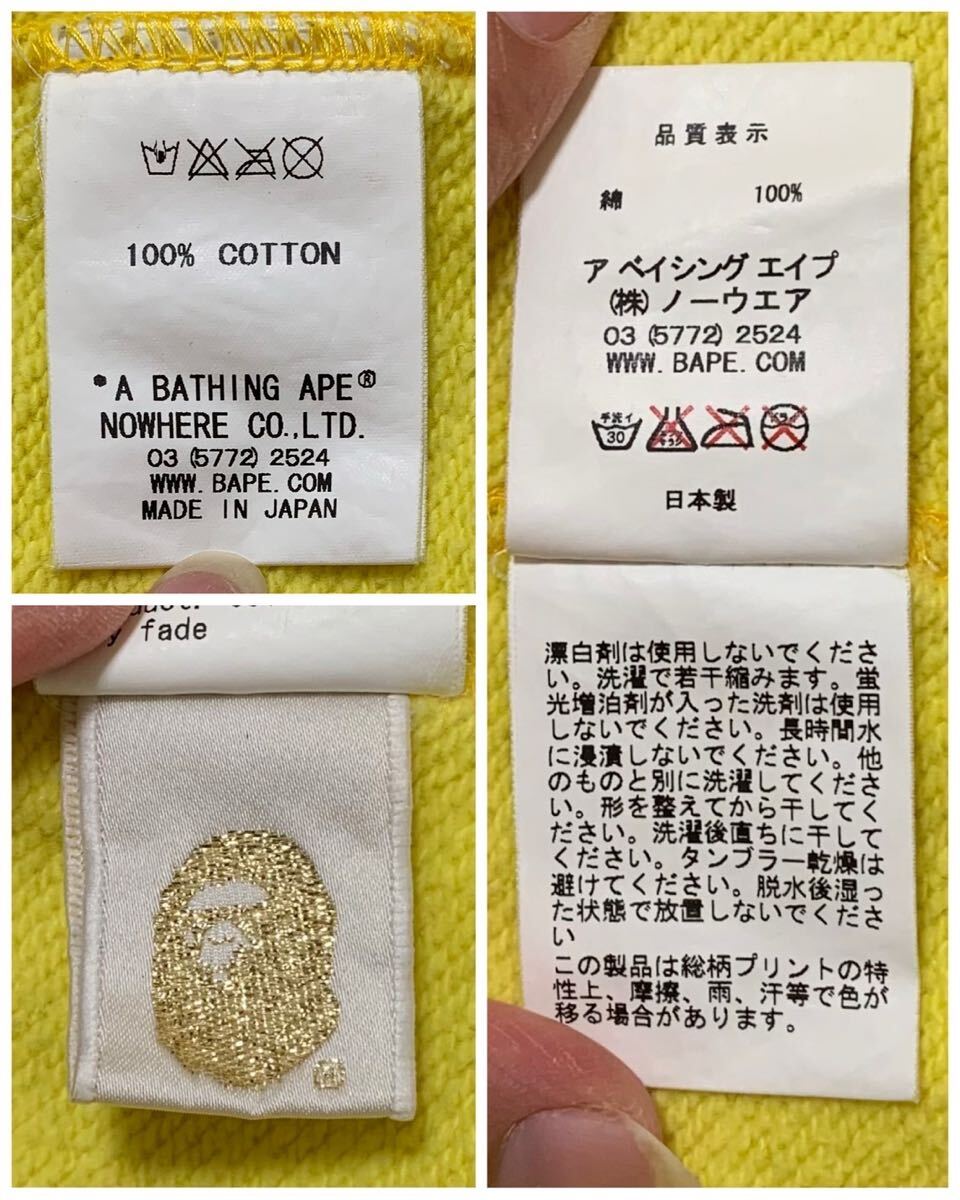 100% COTTON
*A BATHING APE®
NOWHERE CO.,LTD.
03 (5772) 2524
WWW. BAPE. COM
MADE IN JAPAN
fade
品質表示
綿 100%
ア ベイシング エイプ
(株) ノーウエア
03 (5772) 2524
WWW. BAPE. COM
手洗イ
30
日本製
漂白剤は使用しないでくださ
い。洗濯で若干縮みます。蛍
光増泊剤が入った洗剤は使用
しないでください。長時間水
に浸漬しないでください。他
のものと別に洗濯してくださ
い。形を整えてから干してく
ださい。洗濯後直ちに干して
ください。タンブラー乾燥は
避けてください。脱水後湿っ
た状態で放置しないでくださ
い
この製品は総柄プリントの特
性上、摩擦、雨、汗等で色が
移る場合があります。